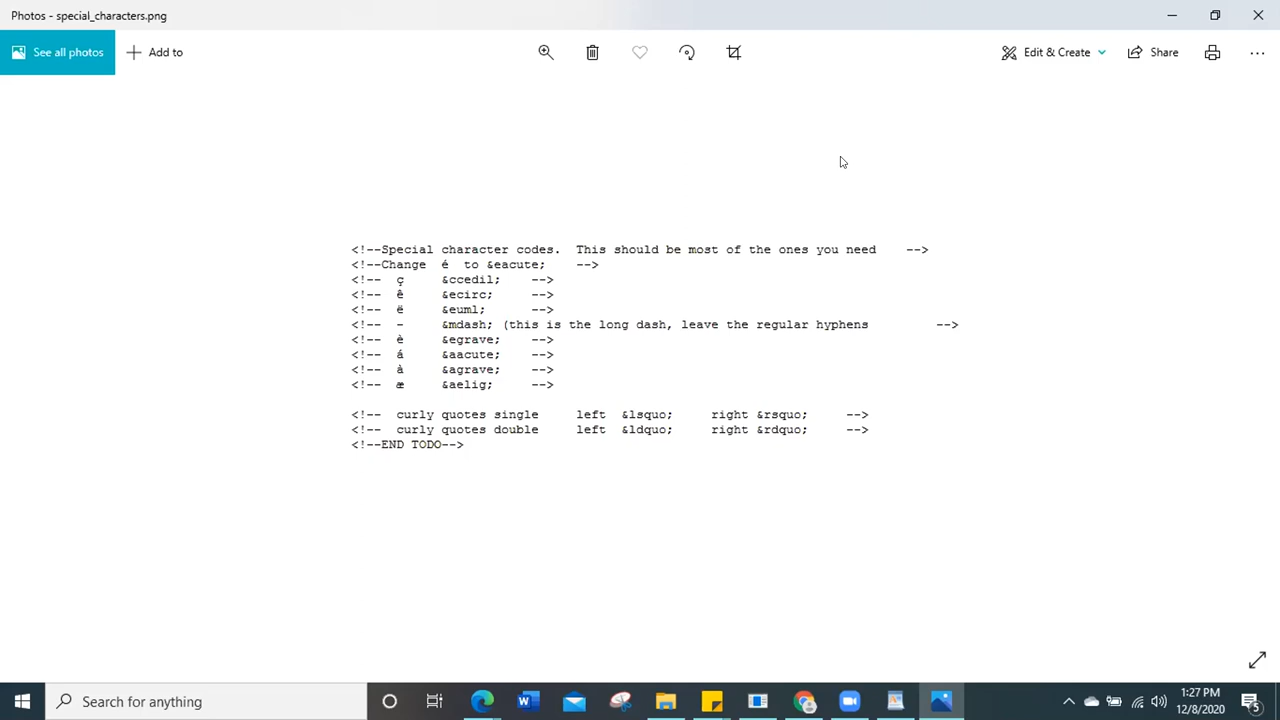 Photos - special_characters.png
See all photos
Add to
Edit & Create
Share
<!--Special character codes.  This should be most of the ones you need    -->
<!--Change  é  to &eacute;    -->
<!--  ç     &ccedil;    -->
<!--  ê     &ecirc;     -->
<!--  ë     &euml;      -->
<!--  -     &mdash; (this is the long dash, leave the regular hyphens         -->
<!--  è     &egrave;    -->
<!--  á     &aacute;    -->
<!--  à     &agrave;    -->
<!--  æ     &aelig;     -->
<!--  curly quotes single     left  &lsquo;     right &rsquo;     -->
<!--  curly quotes double     left  &ldquo;     right &rdquo;     -->
<!--END TODO-->
Search for anything
1:27 PM
12/8/2020
5